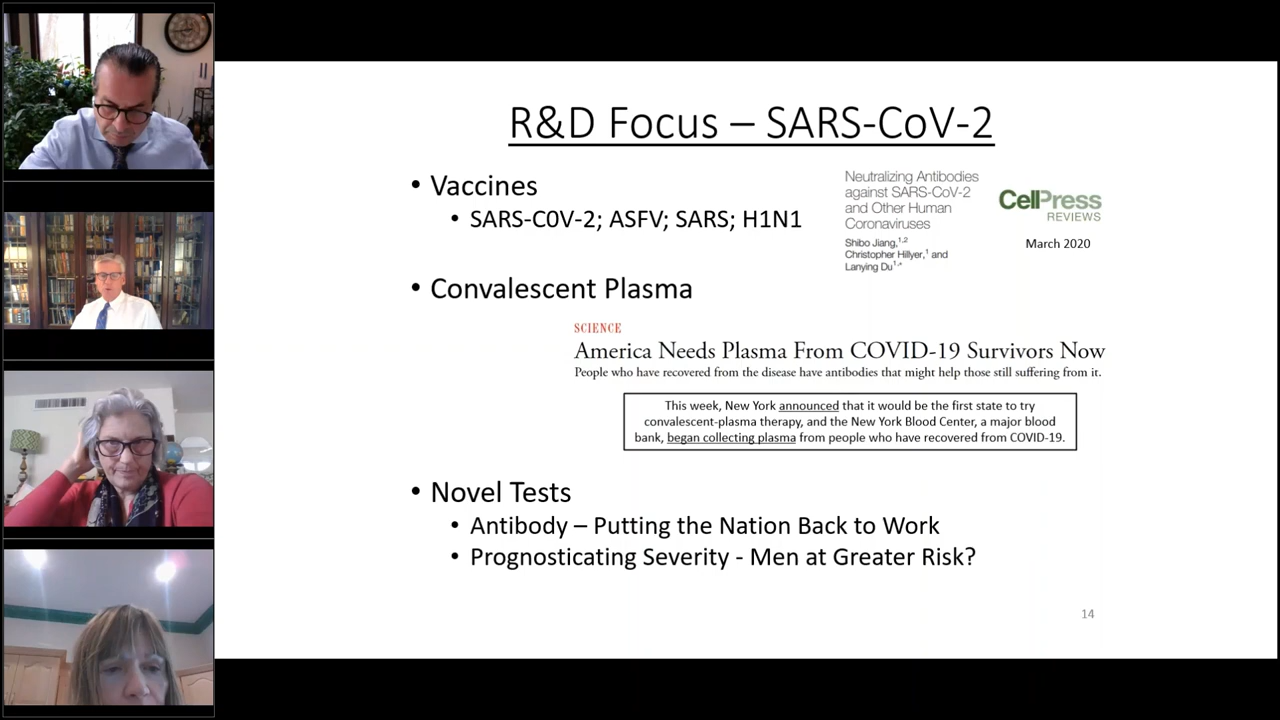 R&D Focus – SARS-CoV-2
• Vaccines
• SARS-C0V-2; ASFV; SARS; H1N1
Neutralizing Antibodies
against SARS-CoV-2
and Other Human
Coronaviruses
Shibo Jiang,1,2
Christopher Hillyer,1 and
Lanying Du1,*
CellPress
REVIEWS
March 2020
• Convalescent Plasma
SCIENCE
America Needs Plasma From COVID-19 Survivors Now
People who have recovered from the disease have antibodies that might help those still suffering from it.
This week, New York announced that it would be the first state to try
convalescent-plasma therapy, and the New York Blood Center, a major blood
bank, began collecting plasma from people who have recovered from COVID-19.
• Novel Tests
• Antibody – Putting the Nation Back to Work
• Prognosticating Severity - Men at Greater Risk?
14